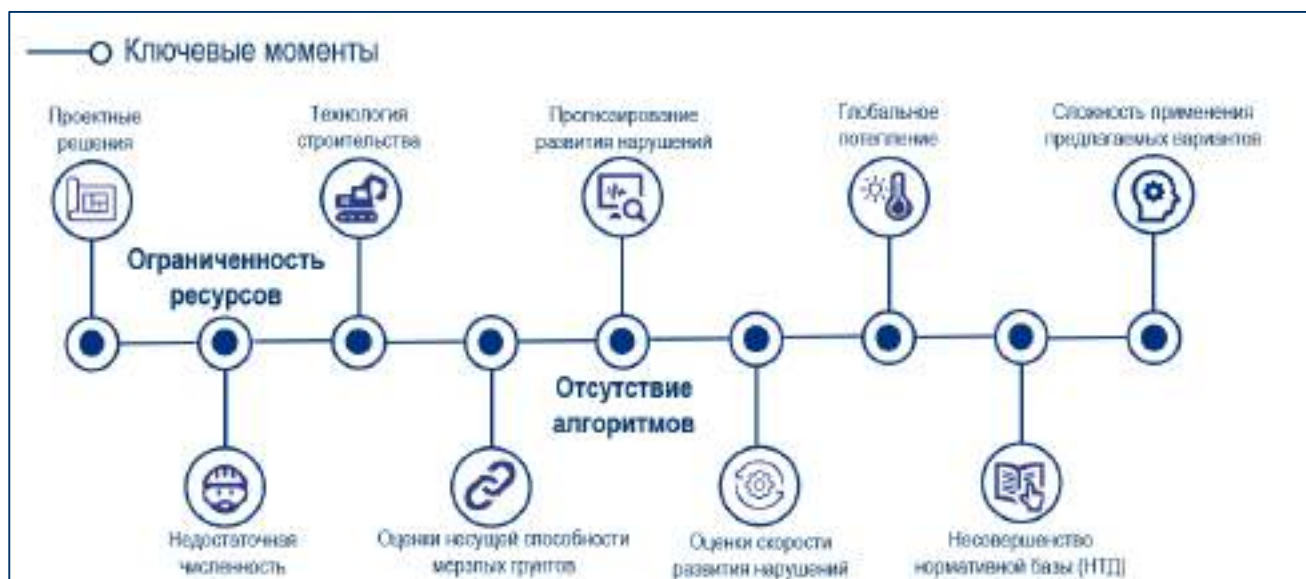 Ключевые моменты
Проектные
решения
Технология
строительства
Прогнозирование
развития нарушений
Глобальное
потепление
Сложность применения
предлагаемых вариантов
Ограниченность
ресурсов
Отсутствие
алгоритмов
Недостаточная
численность
Оценки несущей способности
мерзлых грунтов
Оценки скорости
развития нарушений
Несовершенство
нормативной базы (НТД)